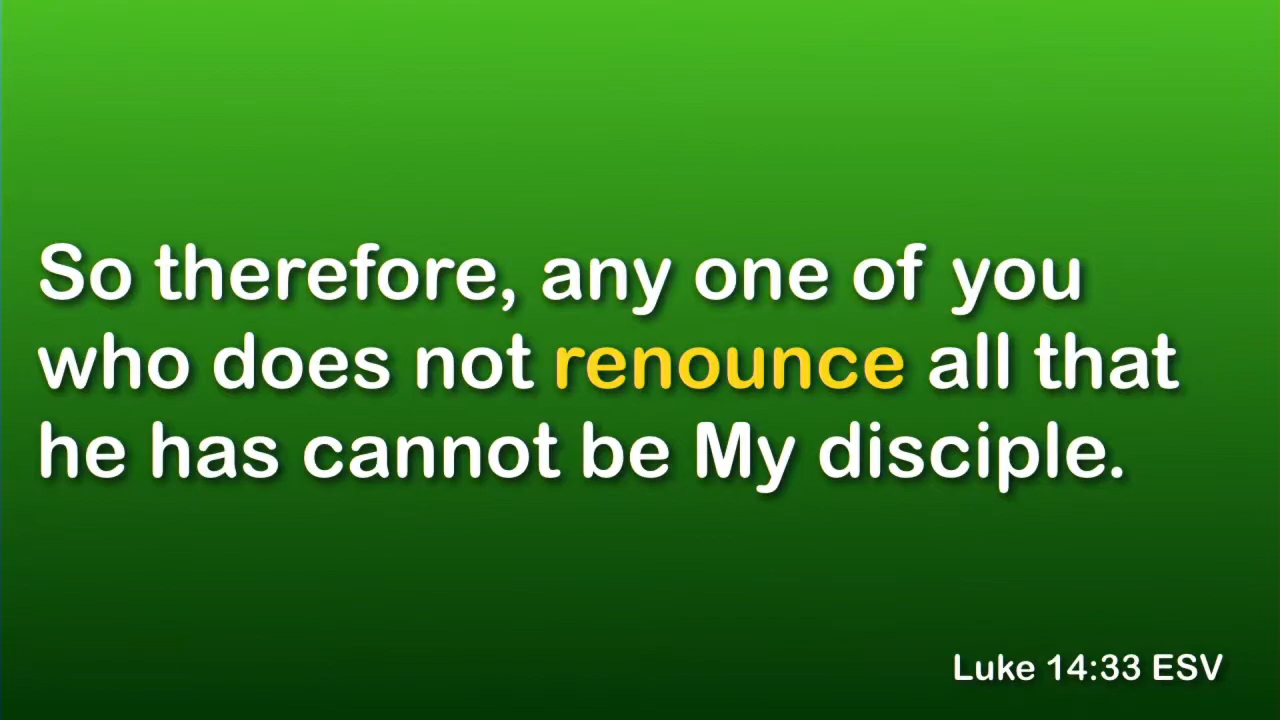 So therefore, any one of you
who does not renounce all that
he has cannot be My disciple.
Luke 14:33 ESV